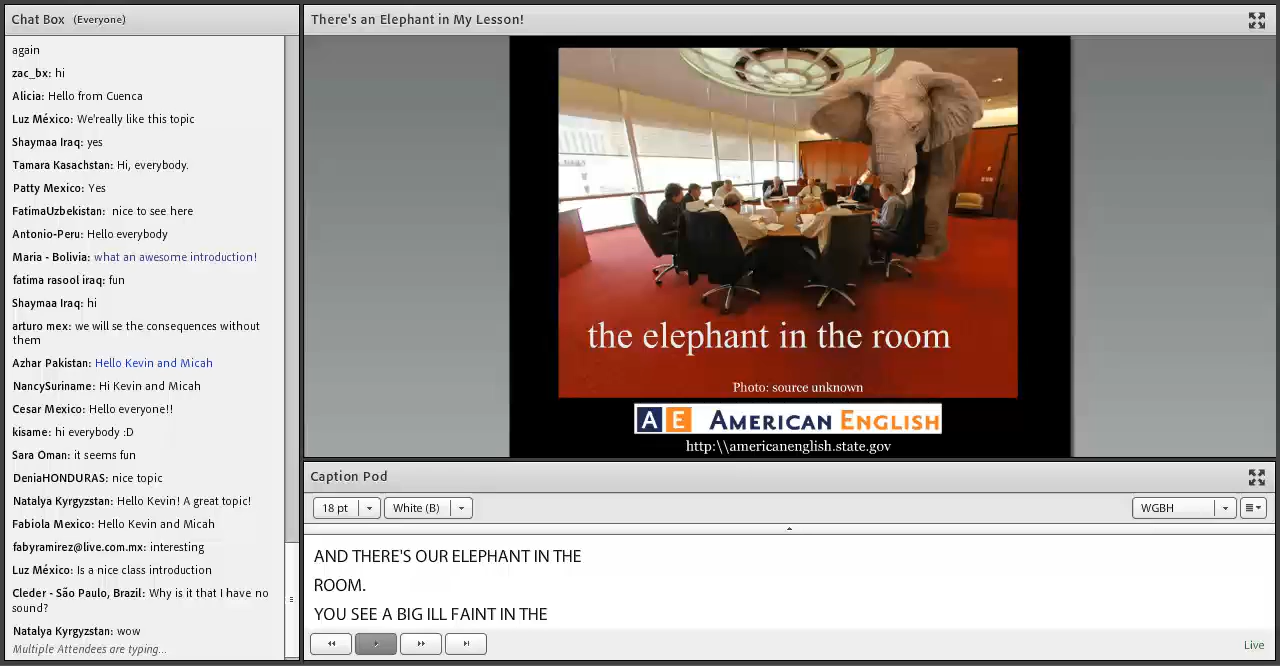 Chat Box (Everyone)
again
zac_bx: hi
Alicia: Hello from Cuenca
Luz México: We'really like this topic
Shaymaa Iraq: yes
Tamara Kasachstan: Hi, everybody.
Patty Mexico: Yes
FatimaUzbekistan: nice to see here
Antonio-Peru: Hello everybody
Maria - Bolivia: what an awesome introduction!
fatima rasool iraq: fun
Shaymaa Iraq: hi
arturo mex: we will se the consequences without
them
Azhar Pakistan: Hello Kevin and Micah
NancySuriname: Hi Kevin and Micah
Cesar Mexico: Hello everyone!!
kisame: hi everybody :D
Sara Oman: it seems fun
DeniaHONDURAS: nice topic
Natalya Kyrgyzstan: Hello Kevin! A great topic!
Fabiola Mexico: Hello Kevin and Micah
fabyramirez@live.com.mx: interesting
Luz México: Is a nice class introduction
Cleder - São Paulo, Brazil: Why is it that I have no
sound?
Natalya Kyrgyzstan: wow
Multiple Attendees are typing...
There's an Elephant in My Lesson!
the elephant in the room
Photo: source unknown
AE AMERICAN ENGLISH
http:\\americanenglish.state.gov
Caption Pod
18 pt
White (B)
WGBH
AND THERE'S OUR ELEPHANT IN THE
ROOM.
YOU SEE A BIG ILL FAINT IN THE
Live